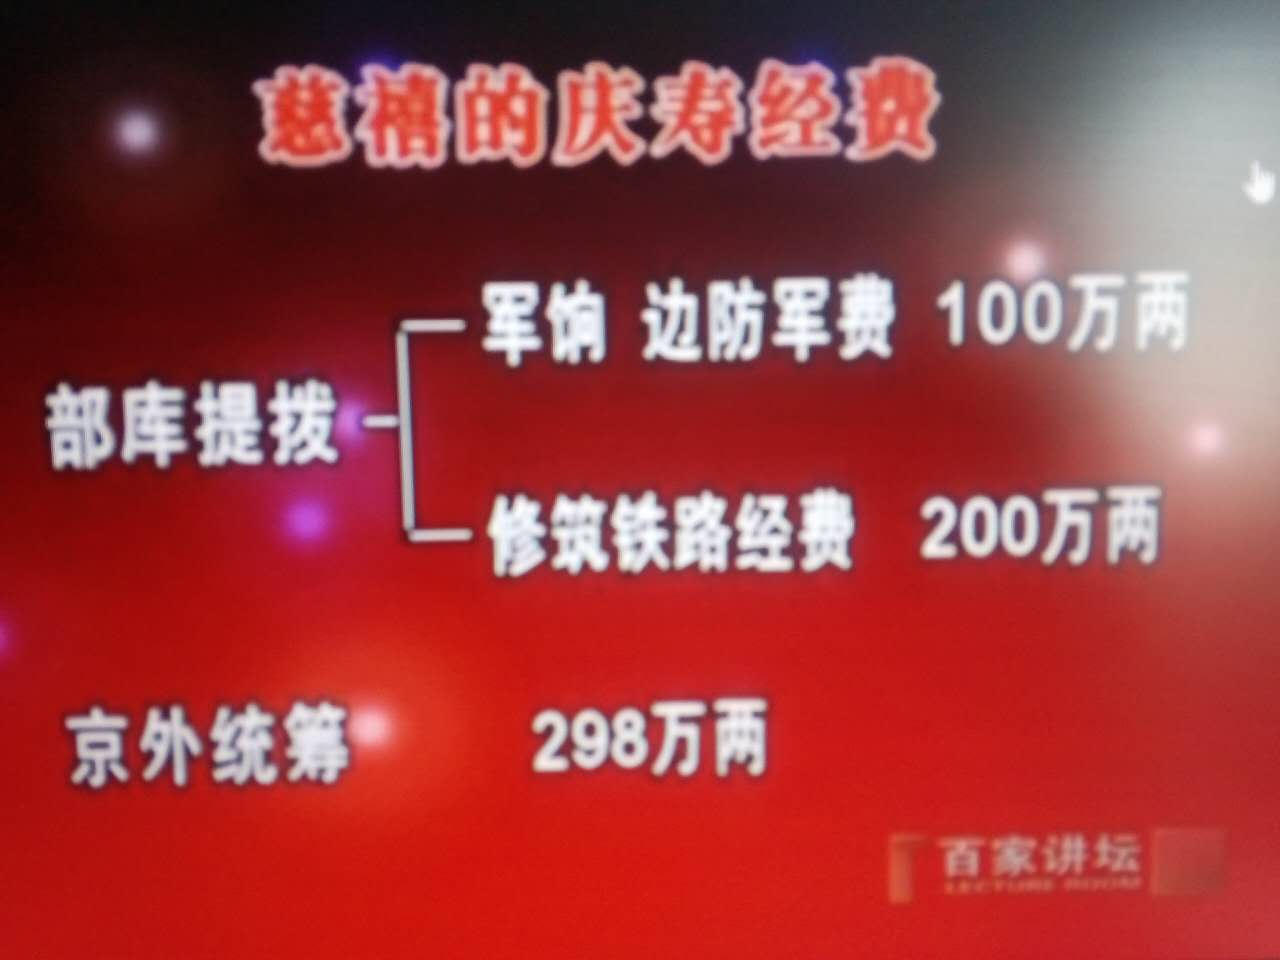 慈禧的庆寿经费
军饷 边防军费 100万两
部库提拨
修筑铁路经费 200万两
京外统筹 298万两
百家讲坛
LECTURE ROOM